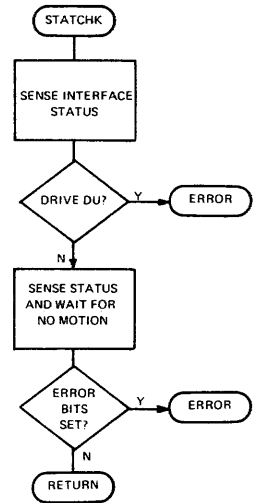 STATCHK
SENSE INTERFACE
STATUS
DRIVE DU?
Y
ERROR
N
SENSE STATUS
AND WAIT FOR
NO MOTION
ERROR
BITS
SET?
Y
ERROR
N
RETURN